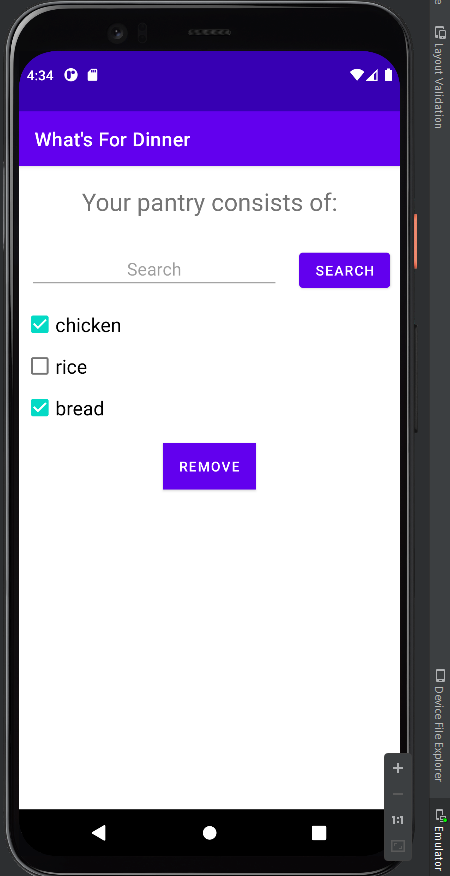 4:34
What's For Dinner
Your pantry consists of:
Search
SEARCH
chicken
rice
bread
REMOVE
Layout Validation
Device File Explorer
Emulator
1:1